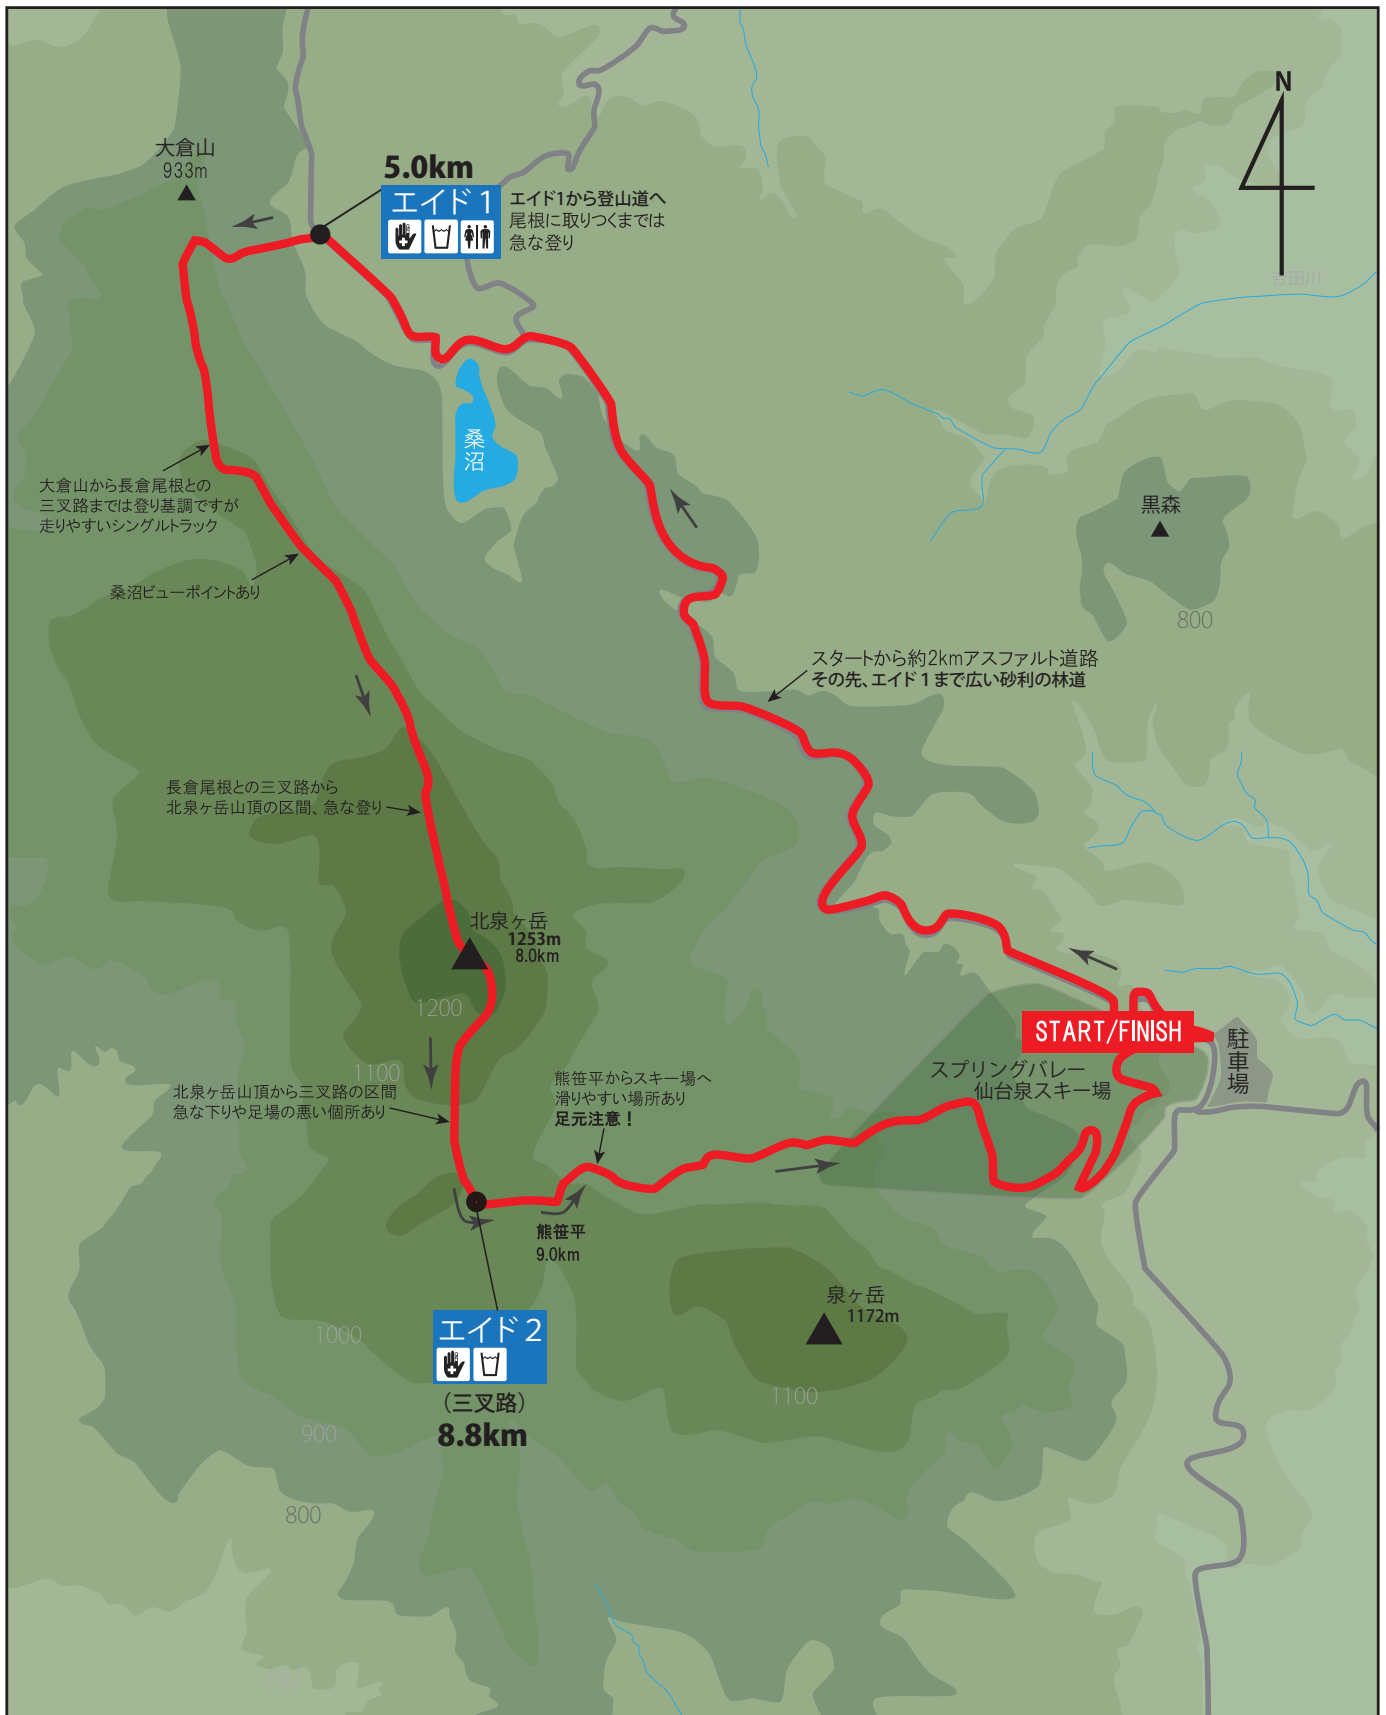 N
大倉山
933m
5.0km
エイド1
エイド1から登山道へ
尾根に取りつくまでは
急な登り
吉田川
桑沼
大倉山から長倉尾根との
三叉路までは登り基調ですが
走りやすいシングルトラック
黒森
桑沼ビューポイントあり
800
スタートから約2kmアスファルト道路
その先、エイド1まで広い砂利の林道
長倉尾根との三叉路から
北泉ヶ岳山頂の区間、急な登り
北泉ヶ岳
1253m
8.0km
1200
START/FINISH
駐車場
スプリングバレー
仙台泉スキー場
1100
北泉ヶ岳山頂から三叉路の区間
急な下りや足場の悪い個所あり
熊笹平からスキー場へ
滑りやすい場所あり
足元注意！
熊笹平
9.0km
泉ヶ岳
1172m
エイド2
（三叉路）
8.8km
1000
1100
900
800
700